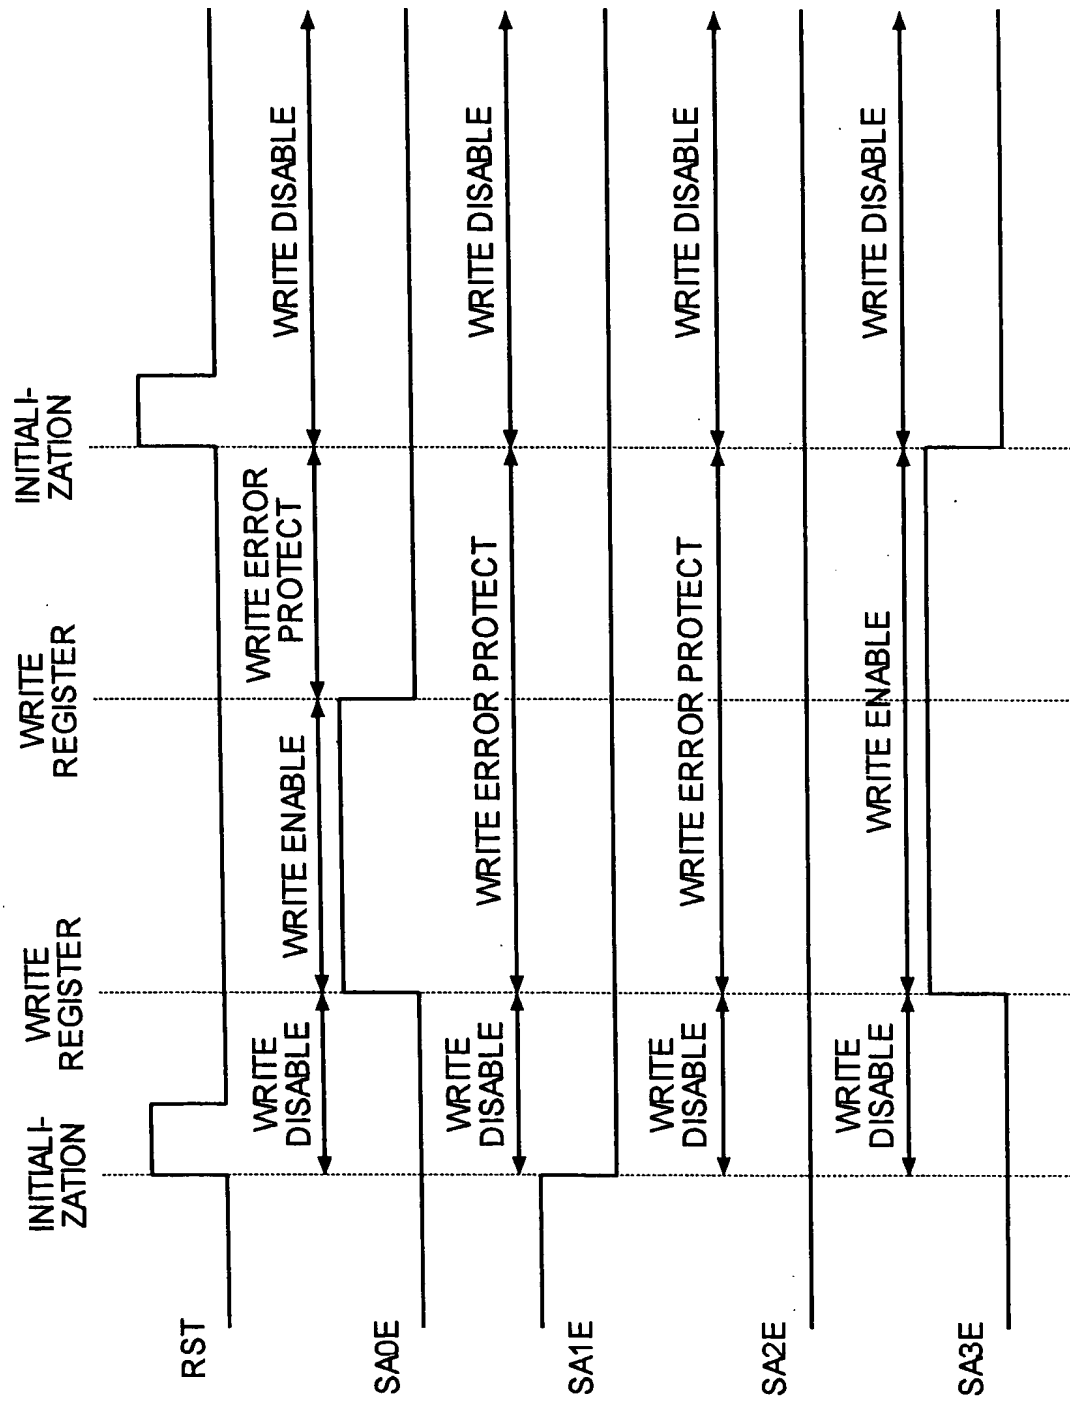 INITIALI-
ZATION
WRITE
REGISTER
WRITE
REGISTER
INITIALI-
ZATION
RST
WRITE
DISABLE
WRITE ENABLE
WRITE ERROR
PROTECT
WRITE DISABLE
SA0E
WRITE
DISABLE
WRITE ERROR PROTECT
WRITE DISABLE
SA1E
WRITE
DISABLE
WRITE ERROR PROTECT
WRITE DISABLE
SA2E
WRITE
DISABLE
WRITE ENABLE
WRITE DISABLE
SA3E